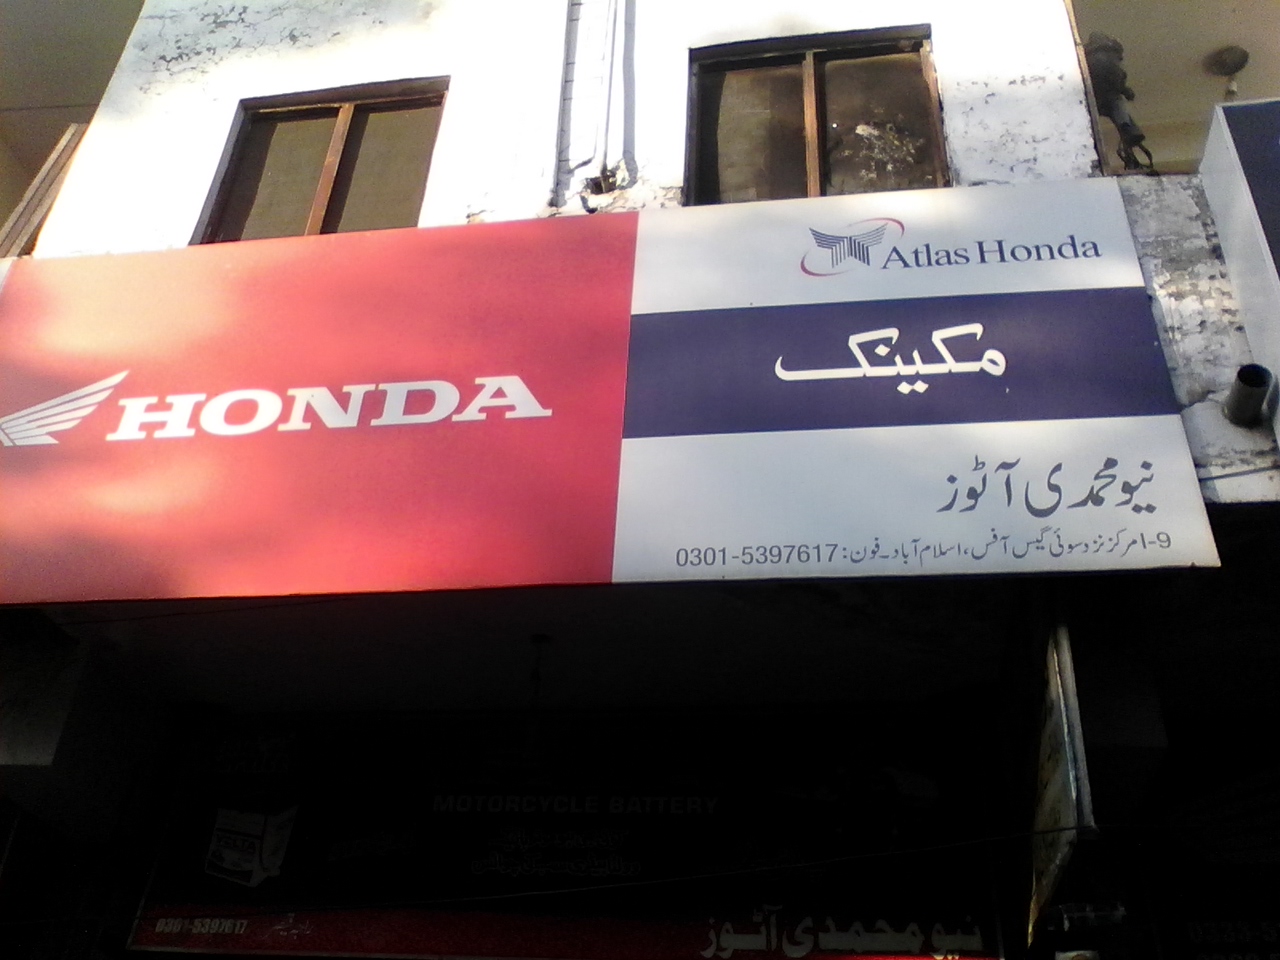 HONDA
Atlas Honda
مکینک
نیو محمدی آٹوز
I-9 مرکز نزد سوئی گیس آفس، اسلام آباد۔ فون: 0301-5397617
MOTORCYCLE BATTERY
0301-5397617
نیو محمدی آٹوز